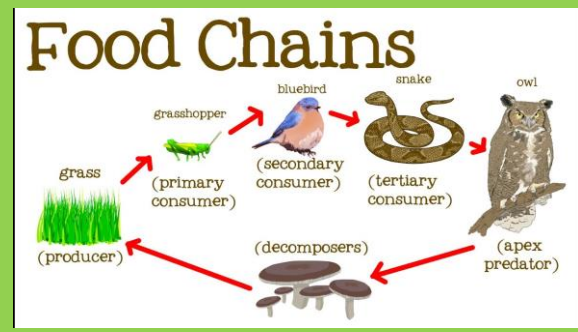 Food Chains
grass
(producer)
grasshopper
(primary
consumer)
bluebird
(secondary
consumer)
snake
(tertiary
consumer)
owl
(apex
predator)
(decomposers)